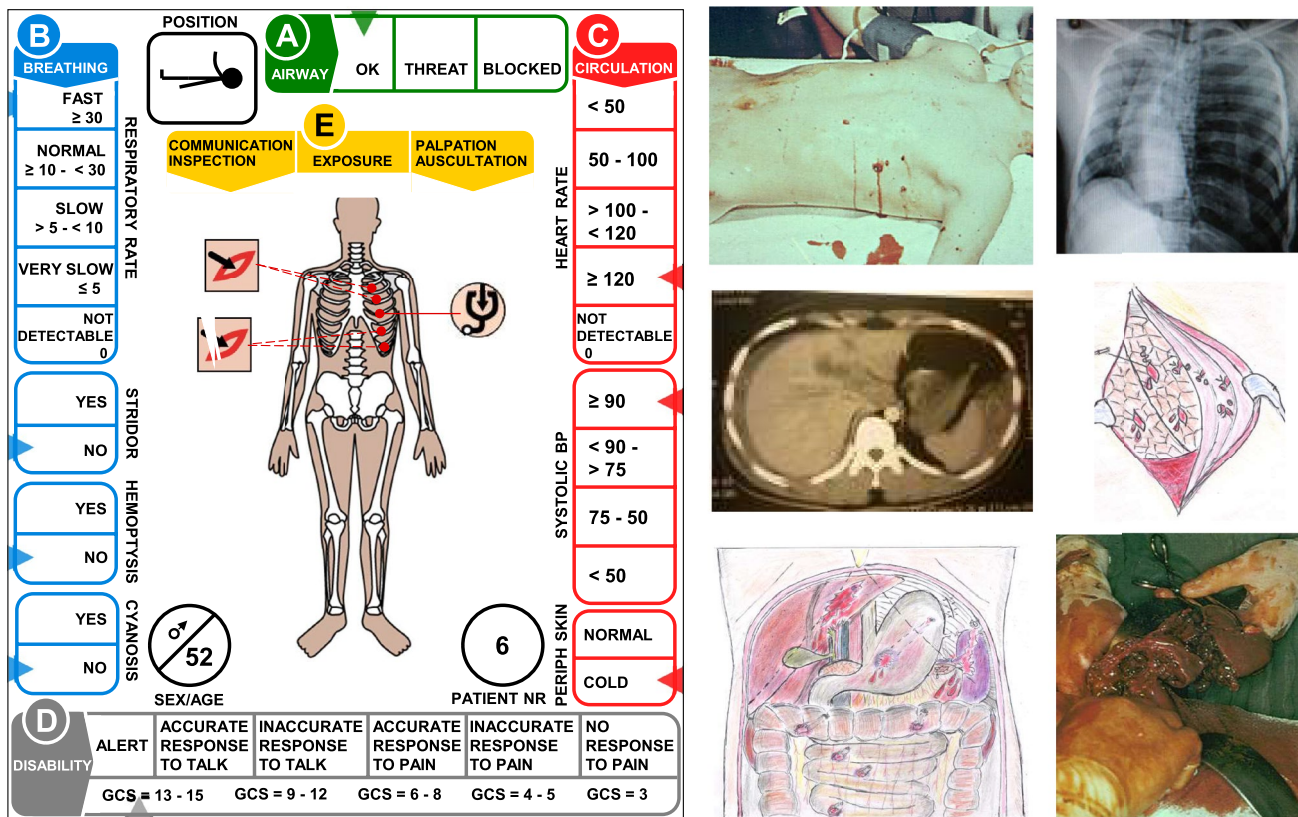 B
BREATHING
FAST
≥ 30
NORMAL
≥ 10 - < 30
SLOW
> 5 - < 10
VERY SLOW
≤ 5
NOT
DETECTABLE
0
RESPIRATORY RATE
YES
NO
STRIDOR
YES
NO
HEMOPTYSIS
YES
NO
CYANOSIS
POSITION
A
AIRWAY
OK
THREAT
BLOCKED
E
COMMUNICATION
INSPECTION
EXPOSURE
PALPATION
AUSCULTATION
C
CIRCULATION
< 50
50 - 100
> 100 -
< 120
≥ 120
NOT
DETECTABLE
0
HEART RATE
≥ 90
< 90 -
> 75
75 - 50
< 50
SYSTOLIC BP
NORMAL
COLD
PERIPH SKIN
52
SEX/AGE
6
PATIENT NR
D
DISABILITY
ALERT
ACCURATE
RESPONSE
TO TALK
INACCURATE
RESPONSE
TO TALK
ACCURATE
RESPONSE
TO PAIN
INACCURATE
RESPONSE
TO PAIN
NO
RESPONSE
TO PAIN
GCS = 13 - 15
GCS = 9 - 12
GCS = 6 - 8
GCS = 4 - 5
GCS = 3